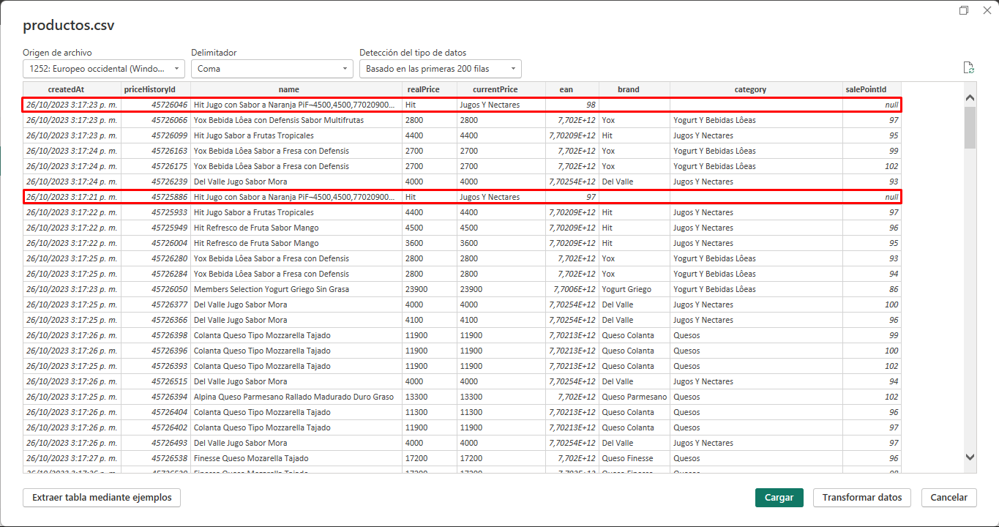 productos.csv
Origen de archivo Delimitador Detección del tipo de datos
1252: Europeo occidental (Windo... Coma Basado en las primeras 200 filas
createdAt priceHistoryId name realPrice currentPrice ean brand category salePointId
26/10/2023 3:17:23 p. m. 45726046 Hit Jugo con Sabor a Naranja PiF¬4500,4500,77020900... Hit Jugos Y Nectares 98 null
26/10/2023 3:17:23 p. m. 45726066 Yox Bebida Lôea con Defensis Sabor Multifrutas 2800 2800 7,702E+12 Yox Yogurt Y Bebidas Lôeas 97
26/10/2023 3:17:23 p. m. 45726099 Hit Jugo Sabor a Frutas Tropicales 4400 4400 7,70209E+12 Hit Jugos Y Nectares 95
26/10/2023 3:17:24 p. m. 45726163 Yox Bebida Lôea Sabor a Fresa con Defensis 2700 2700 7,702E+12 Yox Yogurt Y Bebidas Lôeas 99
26/10/2023 3:17:24 p. m. 45726175 Yox Bebida Lôea Sabor a Fresa con Defensis 2700 2700 7,702E+12 Yox Yogurt Y Bebidas Lôeas 102
26/10/2023 3:17:24 p. m. 45726239 Del Valle Jugo Sabor Mora 4000 4000 7,70254E+12 Del Valle Jugos Y Nectares 93
26/10/2023 3:17:21 p. m. 45725886 Hit Jugo con Sabor a Naranja PiF¬4500,4500,77020900... Hit Jugos Y Nectares 97 null
26/10/2023 3:17:22 p. m. 45725933 Hit Jugo Sabor a Frutas Tropicales 4400 4400 7,70209E+12 Hit Jugos Y Nectares 97
26/10/2023 3:17:22 p. m. 45725949 Hit Refresco de Fruta Sabor Mango 4500 4500 7,70209E+12 Hit Jugos Y Nectares 96
26/10/2023 3:17:22 p. m. 45726004 Hit Refresco de Fruta Sabor Mango 3600 3600 7,70209E+12 Hit Jugos Y Nectares 95
26/10/2023 3:17:25 p. m. 45726280 Yox Bebida Lôea Sabor a Fresa con Defensis 2800 2800 7,702E+12 Yox Yogurt Y Bebidas Lôeas 93
26/10/2023 3:17:25 p. m. 45726284 Yox Bebida Lôea Sabor a Fresa con Defensis 2800 2800 7,702E+12 Yox Yogurt Y Bebidas Lôeas 94
26/10/2023 3:17:23 p. m. 45726050 Members Selection Yogurt Griego Sin Grasa 23900 23900 7,7006E+12 Yogurt Griego Yogurt Y Bebidas Lôeas 86
26/10/2023 3:17:25 p. m. 45726377 Del Valle Jugo Sabor Mora 4000 4000 7,70254E+12 Del Valle Jugos Y Nectares 100
26/10/2023 3:17:25 p. m. 45726366 Del Valle Jugo Sabor Mora 4100 4100 7,70254E+12 Del Valle Jugos Y Nectares 96
26/10/2023 3:17:26 p. m. 45726398 Colanta Queso Tipo Mozzarella Tajado 11900 11900 7,70213E+12 Queso Colanta Quesos 99
26/10/2023 3:17:25 p. m. 45726396 Colanta Queso Tipo Mozzarella Tajado 11900 11900 7,70213E+12 Queso Colanta Quesos 100
26/10/2023 3:17:25 p. m. 45726393 Colanta Queso Tipo Mozzarella Tajado 11900 11900 7,70213E+12 Queso Colanta Quesos 102
26/10/2023 3:17:26 p. m. 45726515 Del Valle Jugo Sabor Mora 4000 4000 7,70254E+12 Del Valle Jugos Y Nectares 94
26/10/2023 3:17:25 p. m. 45726394 Alpina Queso Parmesano Rallado Madurado Duro Graso 13300 13300 7,702E+12 Queso Parmesano Quesos 102
26/10/2023 3:17:26 p. m. 45726404 Colanta Queso Tipo Mozzarella Tajado 11300 11300 7,70213E+12 Queso Colanta Quesos 96
26/10/2023 3:17:26 p. m. 45726402 Colanta Queso Tipo Mozzarella Tajado 11900 11900 7,70213E+12 Queso Colanta Quesos 97
26/10/2023 3:17:26 p. m. 45726493 Del Valle Jugo Sabor Mora 4000 4000 7,70254E+12 Del Valle Jugos Y Nectares 97
26/10/2023 3:17:27 p. m. 45726538 Finesse Queso Mozarella Tajado 17200 17200 7,702E+12 Queso Finesse Quesos 96
Extraer tabla mediante ejemplos Cargar Transformar datos Cancelar